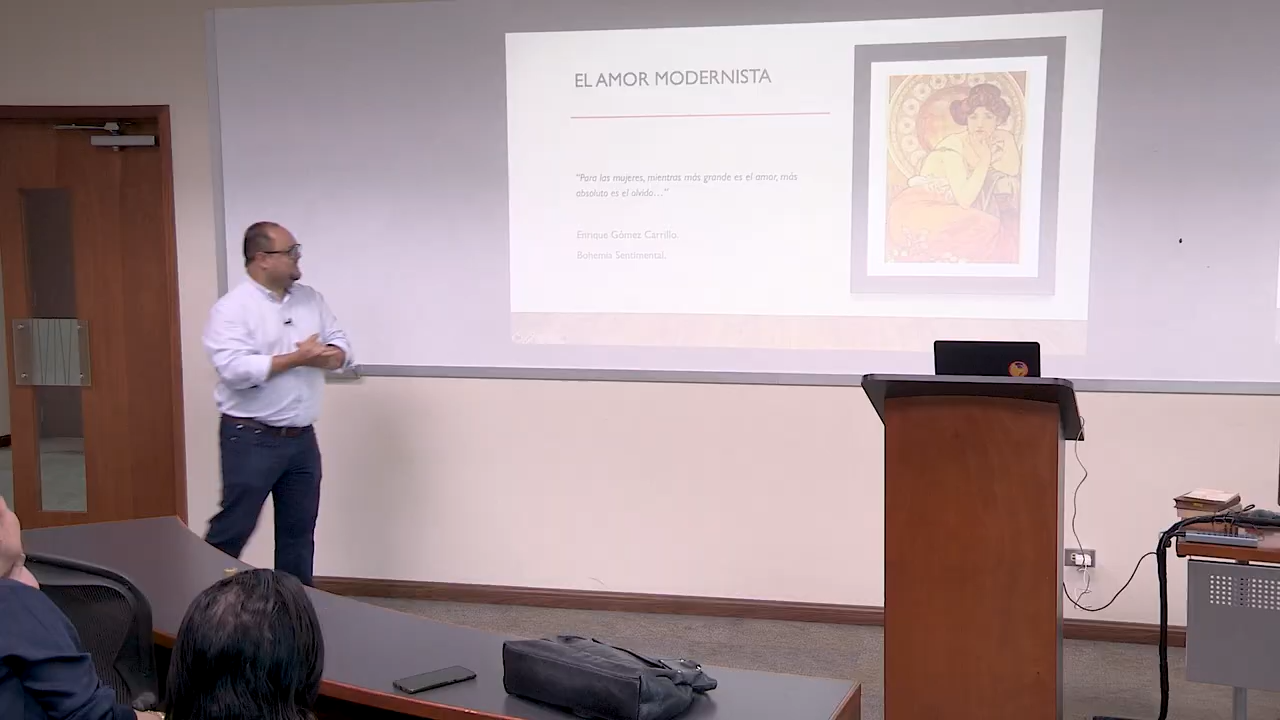 EL AMOR MODERNISTA
"Para las mujeres, mientras más grande es el amor, más
absoluto es el olvido..."
Enrique Gómez Carrillo.
Bohemia Sentimental.